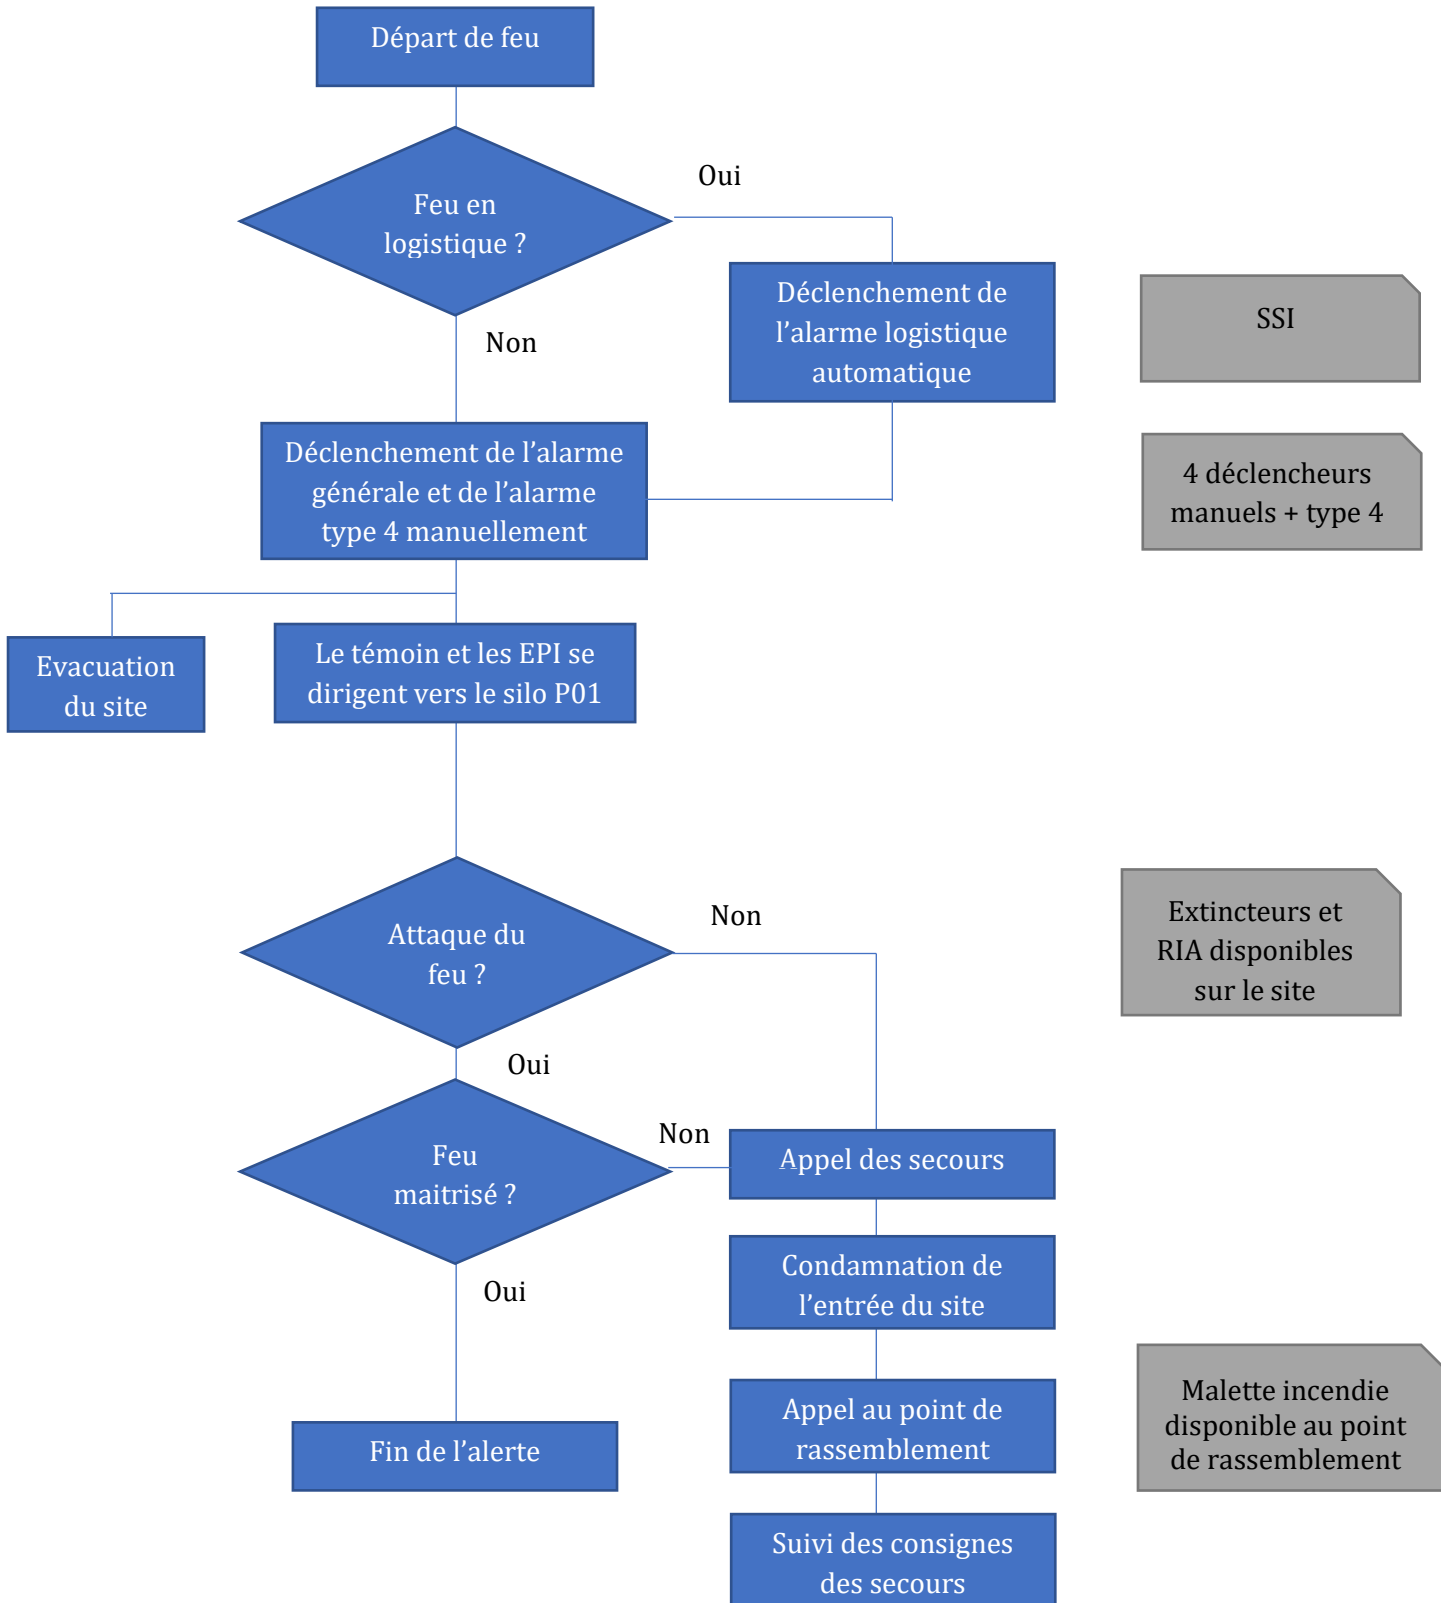 Départ de feu
Oui
Feu en
logistique ?
Déclenchement de
l’alarme logistique
automatique
SSI
Non
Déclenchement de l’alarme
générale et de l’alarme
type 4 manuellement
4 déclencheurs
manuels + type 4
Evacuation
du site
Le témoin et les EPI se
dirigent vers le silo P01
Non
Attaque du
feu ?
Extincteurs et
RIA disponibles
sur le site
Oui
Non
Feu
maitrisé ?
Appel des secours
Condamnation de
l’entrée du site
Oui
Appel au point de
rassemblement
Malette incendie
disponible au point
de rassemblement
Fin de l’alerte
Suivi des consignes
des secours